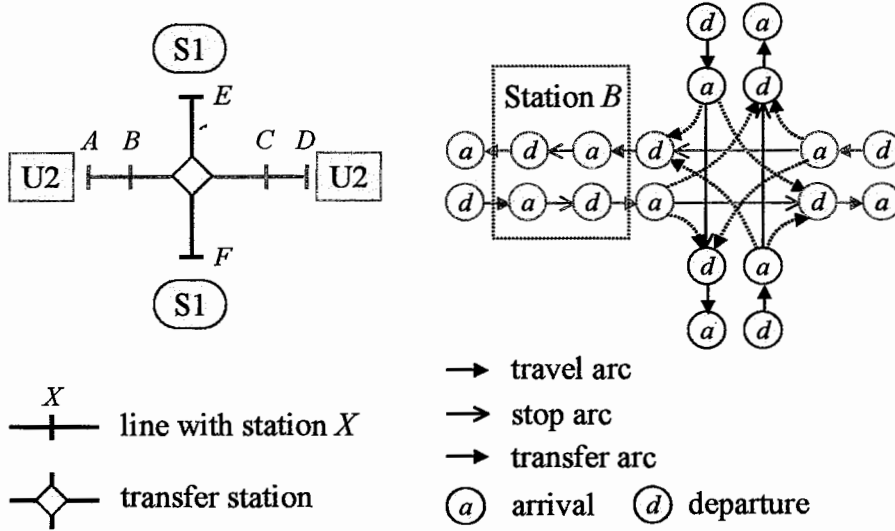 S1
E
A B C D
U2 U2
F
S1
X
line with station X
transfer station
d a
a d
Station B
a d a d a d
d a d a d a
d a
a d
travel arc
stop arc
transfer arc
a arrival d departure